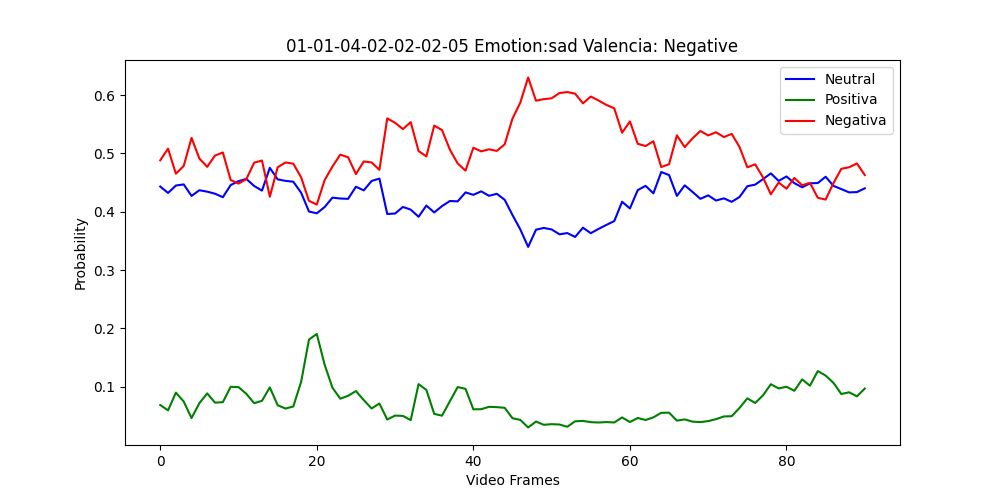 01-01-04-02-02-02-05 Emotion:sad Valencia: Negative
Neutral
Positiva
Negativa
Probability
0.6
0.5
0.4
0.3
0.2
0.1
0 20 40 60 80
Video Frames